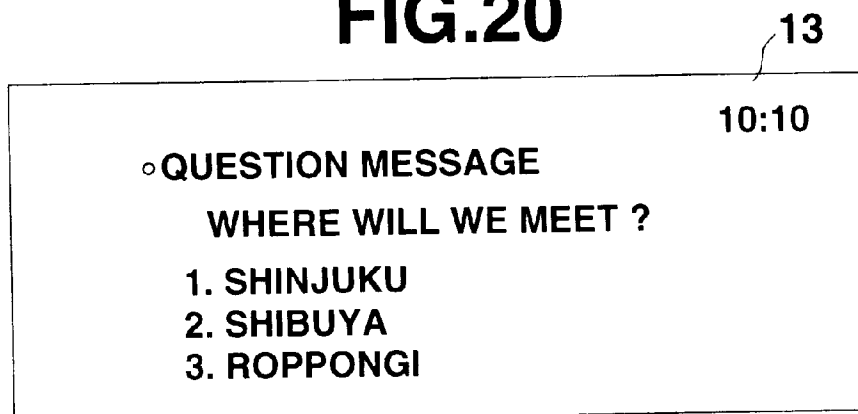 FIG.20
13
10:10
○QUESTION MESSAGE
WHERE WILL WE MEET ?
1. SHINJUKU
2. SHIBUYA
3. ROPPONGI